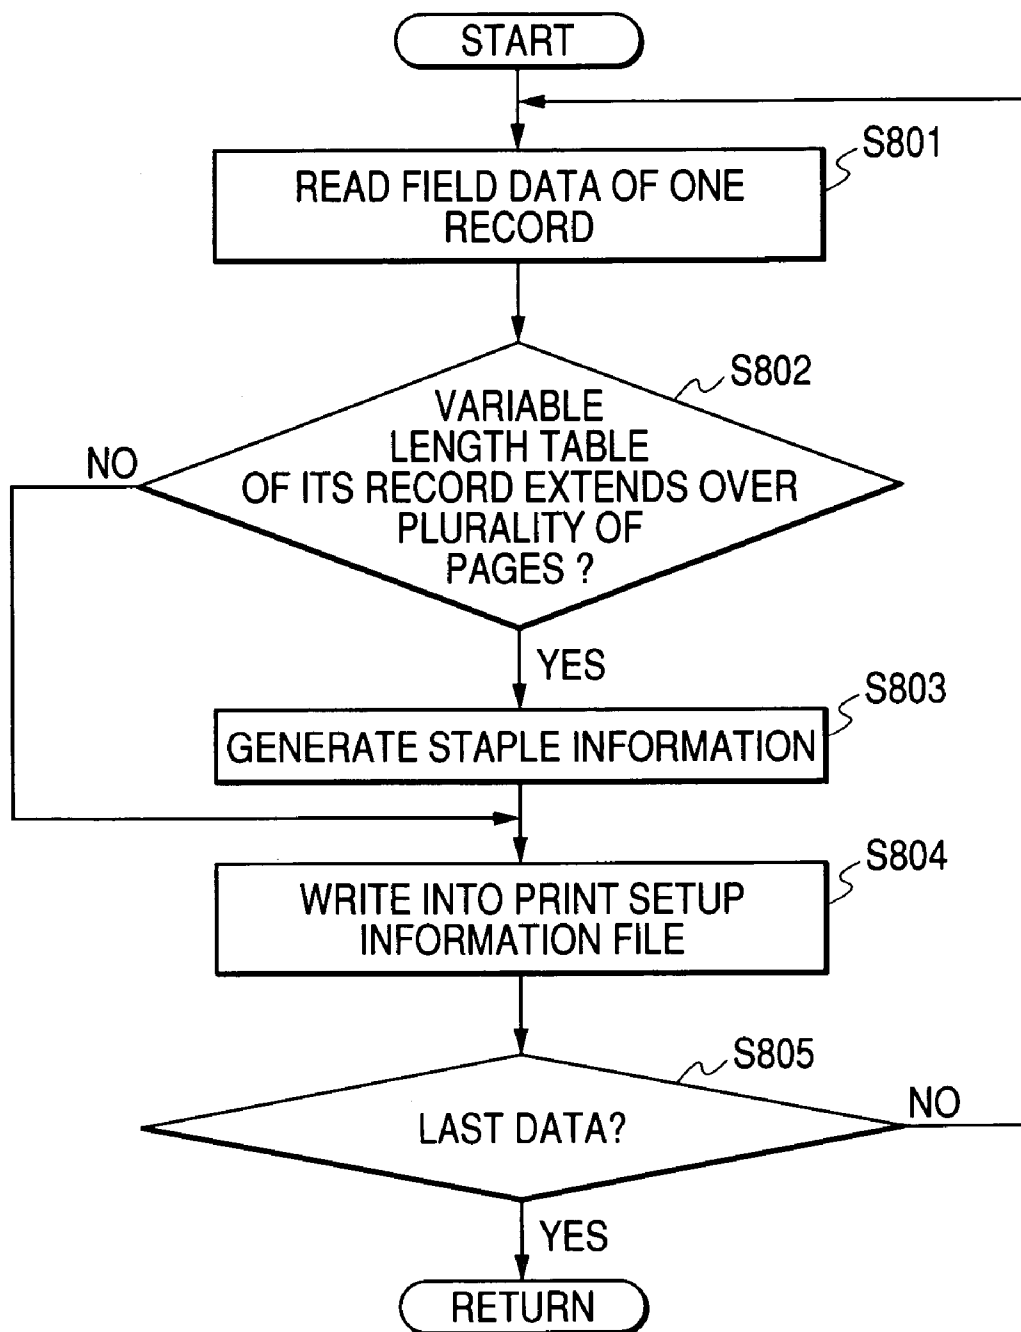 START
S801
READ FIELD DATA OF ONE
RECORD
S802
VARIABLE
LENGTH TABLE
OF ITS RECORD EXTENDS OVER
PLURALITY OF
PAGES ?
NO
YES
S803
GENERATE STAPLE INFORMATION
S804
WRITE INTO PRINT SETUP
INFORMATION FILE
S805
LAST DATA?
NO
YES
RETURN